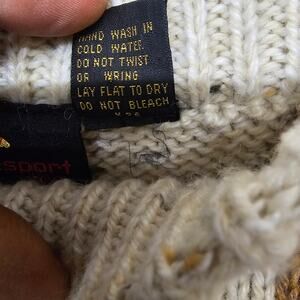 HAND WASH IN
COLD WATER.
DO NOT TWIST
OR WRING
LAY FLAT TO DRY
DO NOT BLEACH
sport